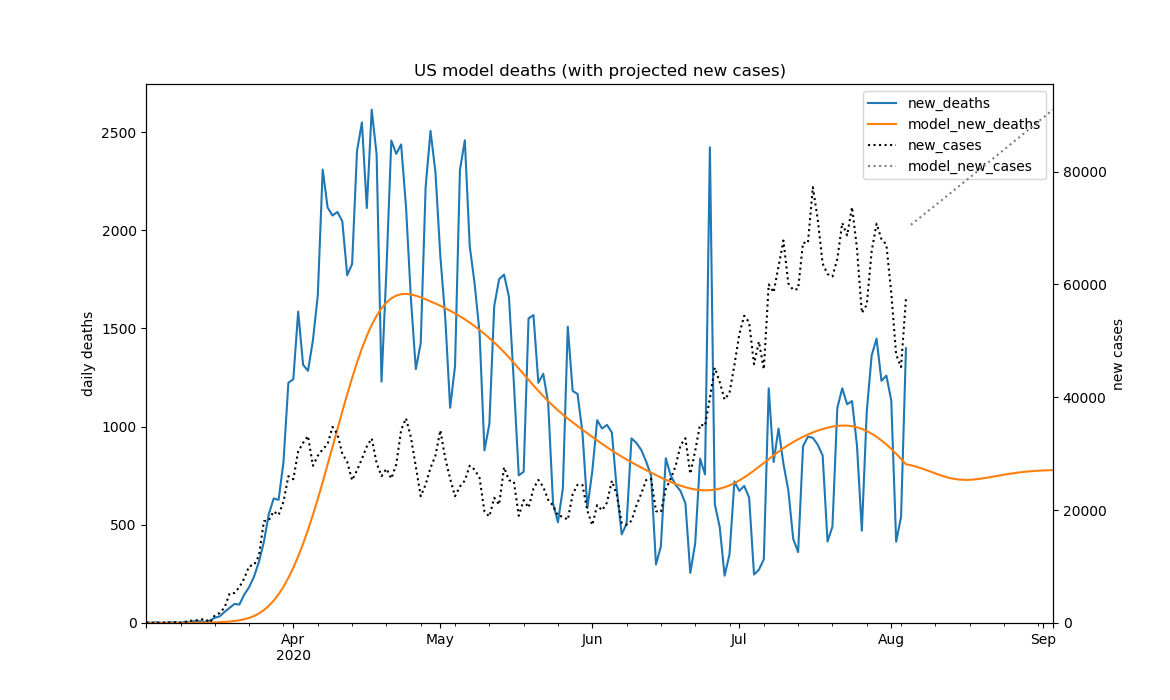 US model deaths (with projected new cases)
new_deaths
model_new_deaths
new_cases
model_new_cases
2500
2000
1500
1000
500
0
daily deaths
80000
60000
40000
20000
0
new cases
Apr
2020
May
Jun
Jul
Aug
Sep